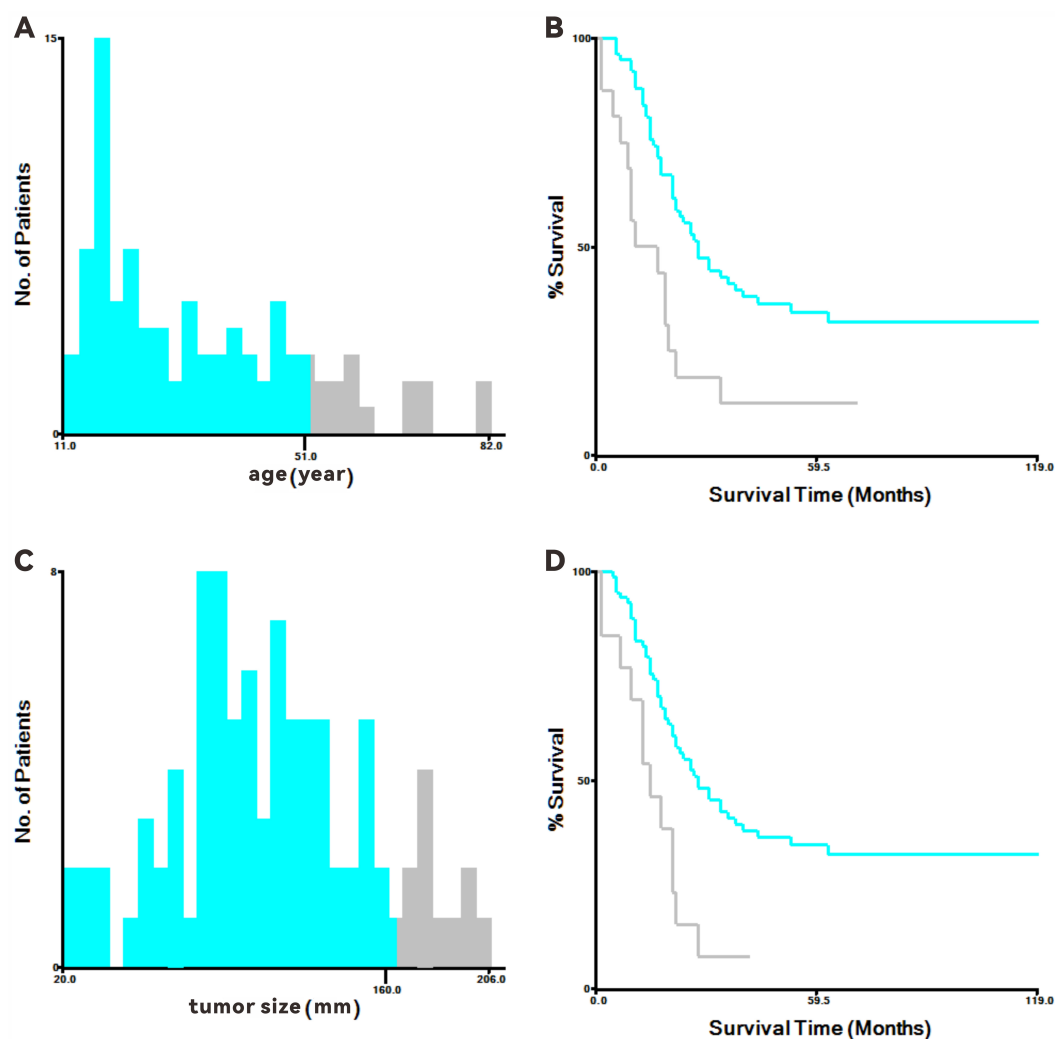 A
15
No. of Patients
0
11.0
51.0
82.0
age(year)
B
100
% Survival
50
0
0.0
59.5
119.0
Survival Time (Months)
C
8
No. of Patients
0
20.0
160.0
206.0
tumor size (mm)
D
100
% Survival
50
0
0.0
59.5
119.0
Survival Time (Months)